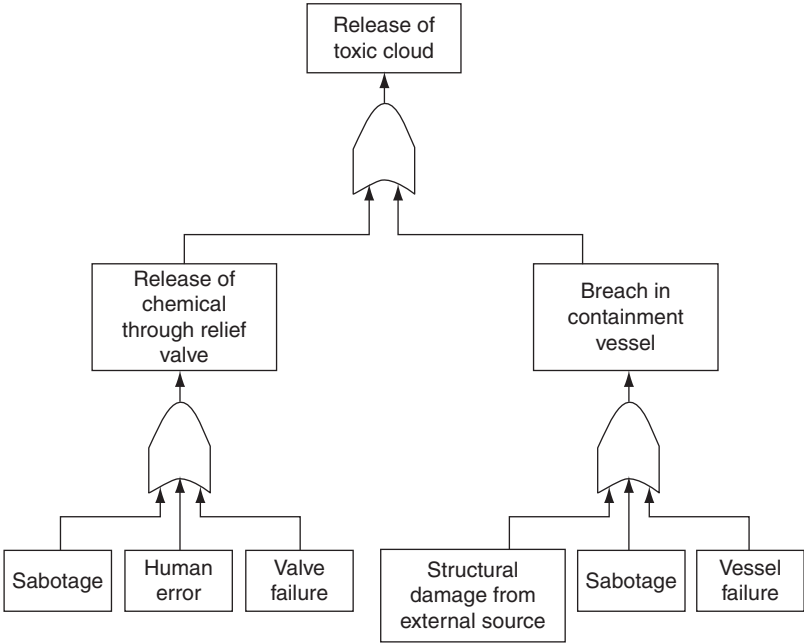 Release of
toxic cloud
Release of
chemical
through relief
valve
Breach in
containment
vessel
Sabotage
Human
error
Valve
failure
Structural
damage from
external source
Sabotage
Vessel
failure